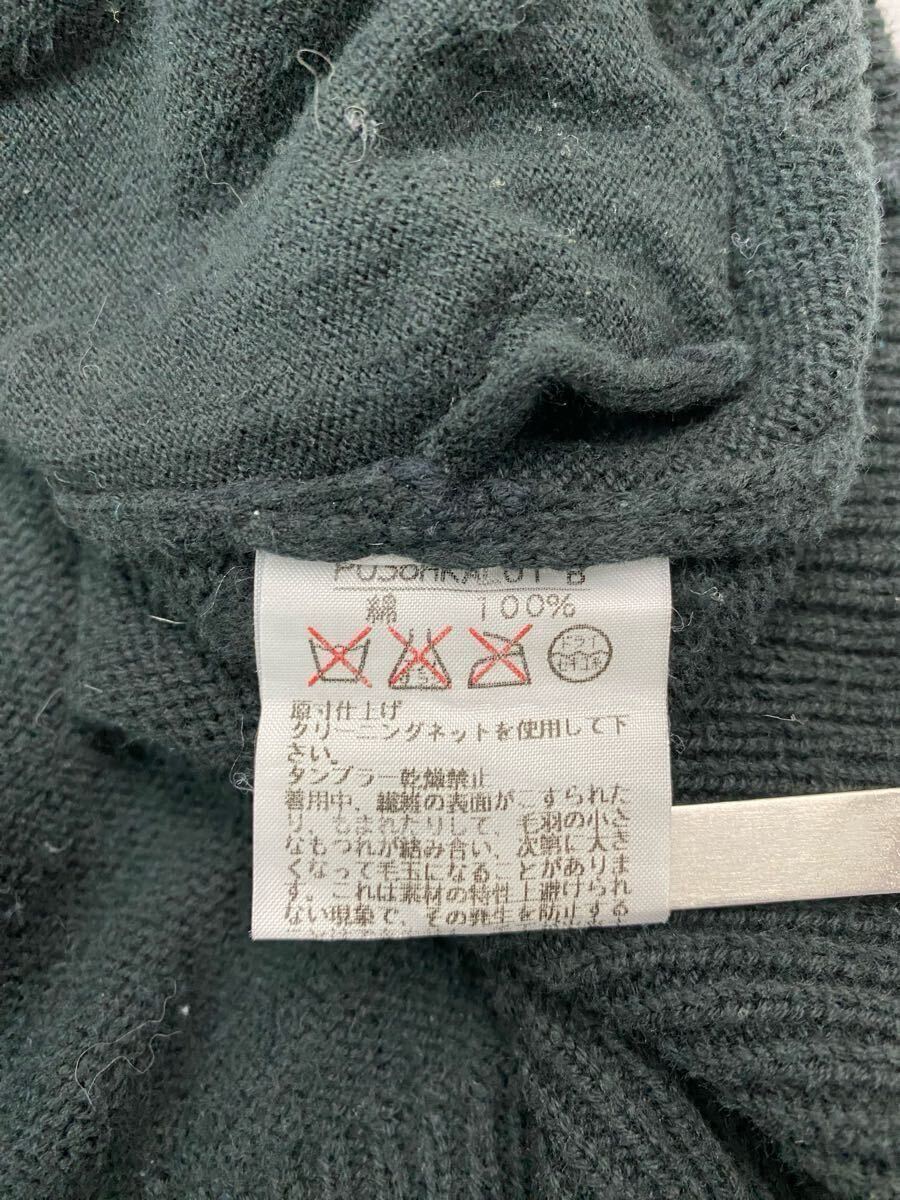 綿 100%
ドライ
セキユ系
原寸仕上げ
クリーニングネットを使用して下
さい。
タンブラー乾燥禁止
着用中、繊維の表面がこすられた
り、もまれたりして、毛羽の小さ
なもつれが絡み合い、次第に大き
くなって毛玉になることがありま
す。これは素材の特性上避けられ
ない現象で、その発生を防止する